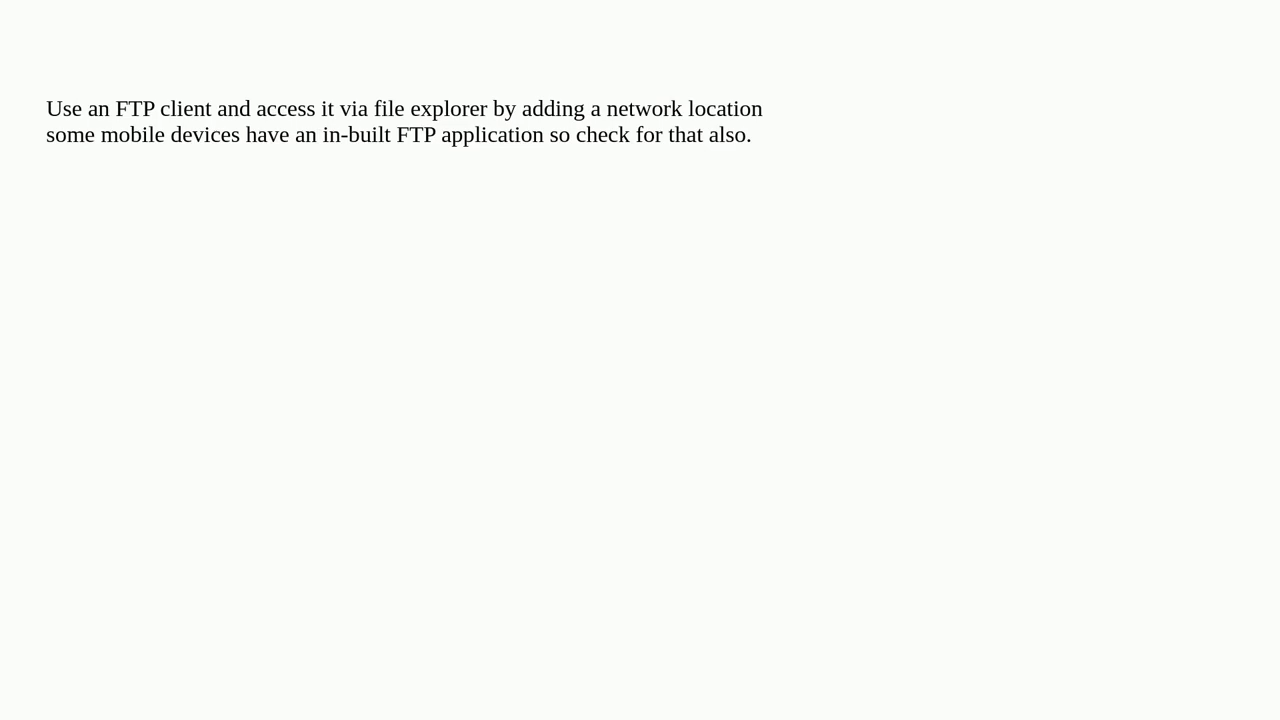 Use an FTP client and access it via file explorer by adding a network location
some mobile devices have an in-built FTP application so check for that also.